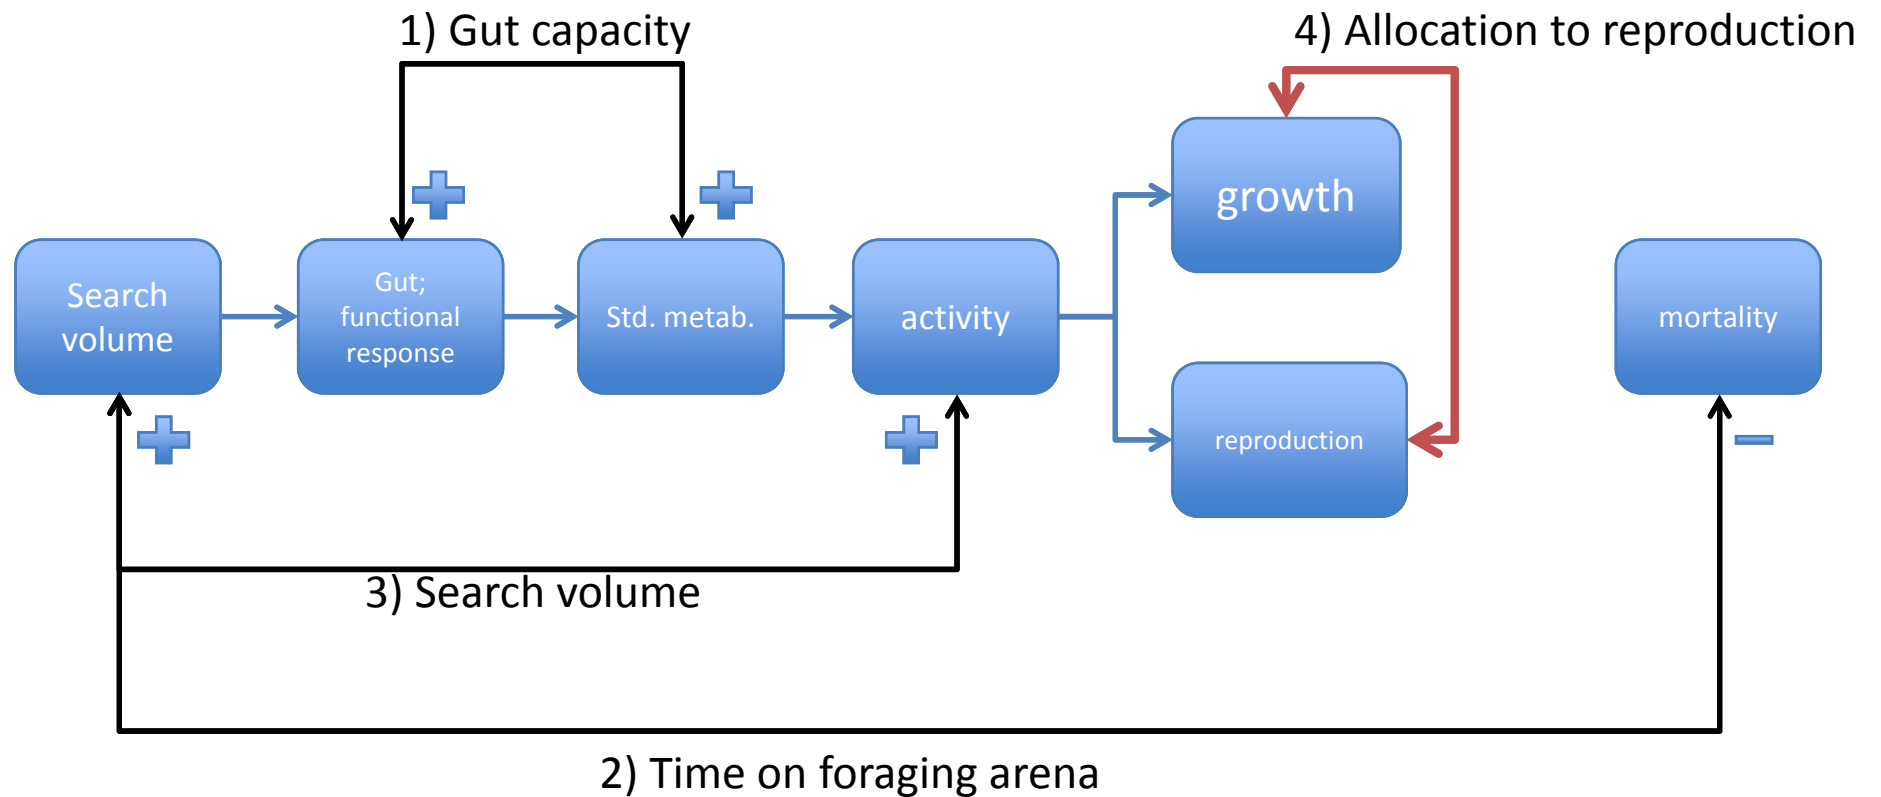 1) Gut capacity
4) Allocation to reproduction
growth
Search
volume
Gut;
functional
response
Std. metab.
activity
mortality
reproduction
3) Search volume
2) Time on foraging arena